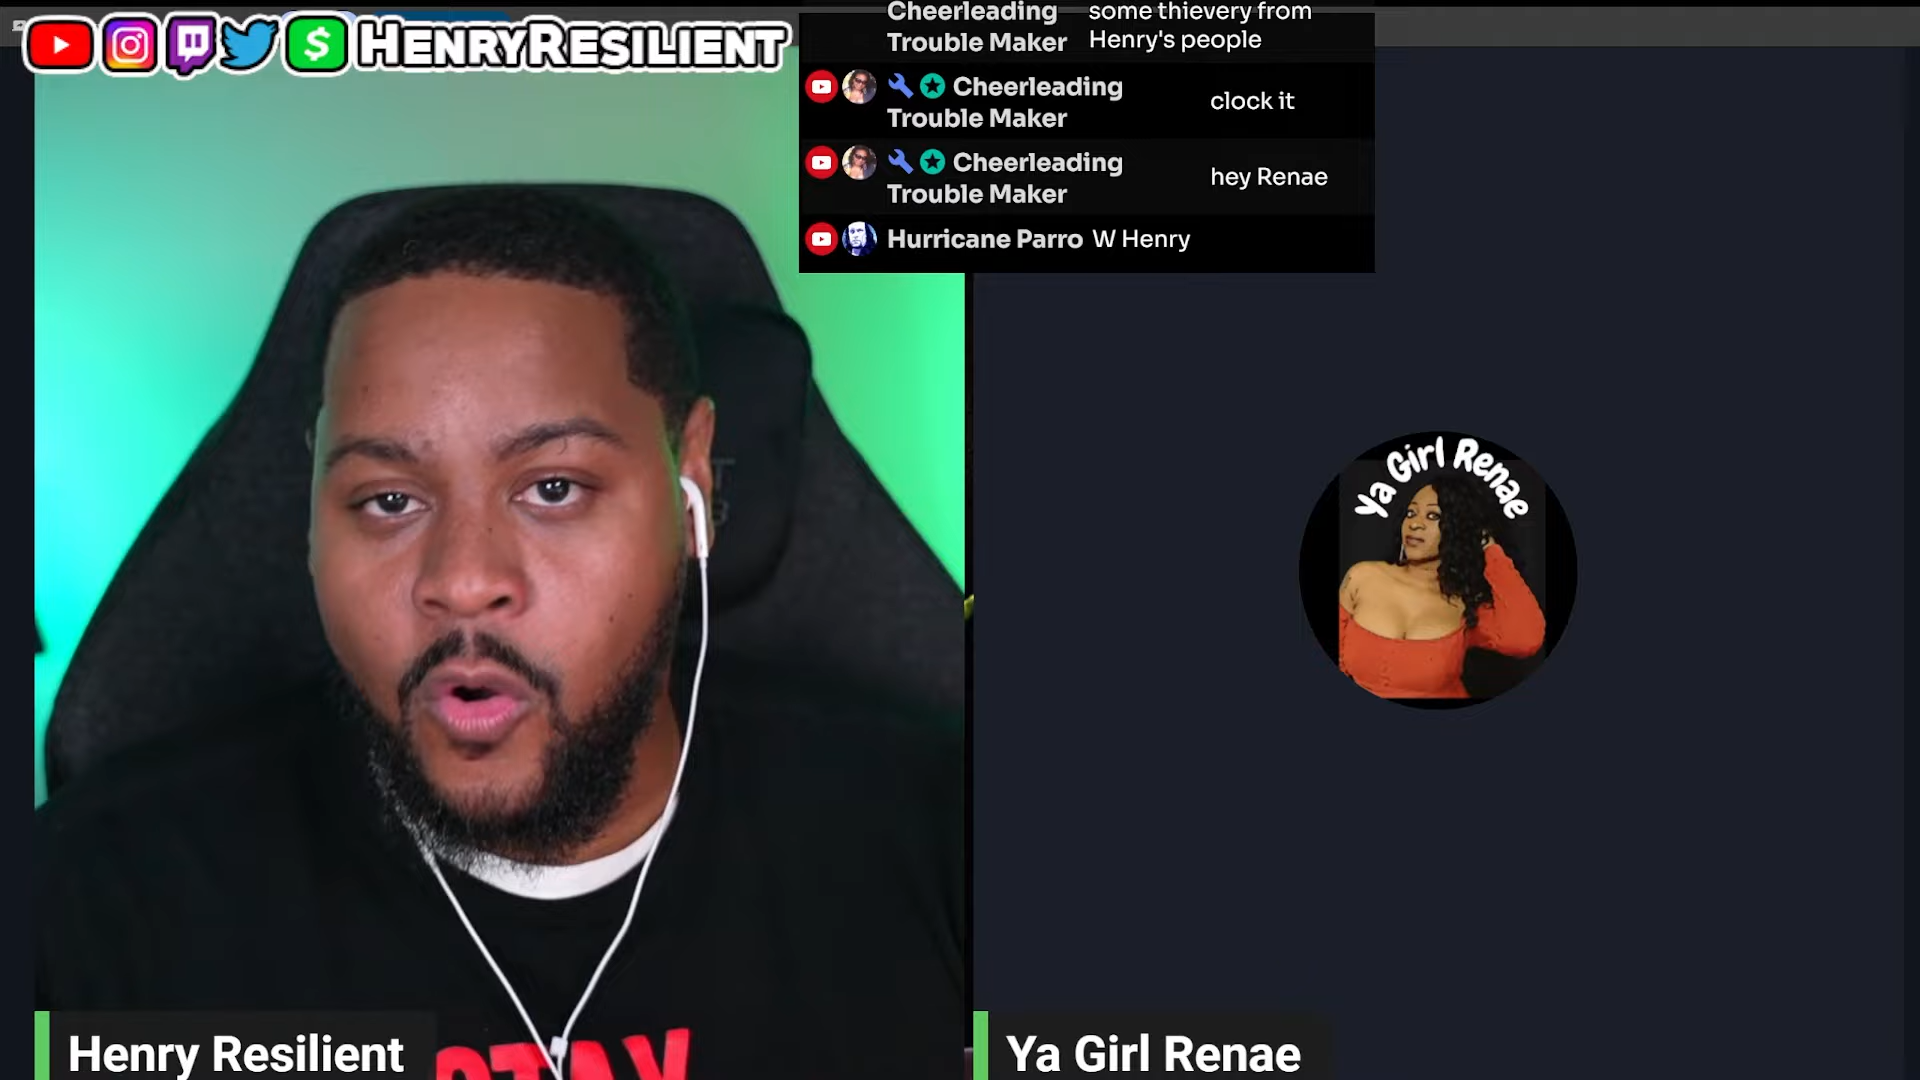 HENRYRESILIENT
Cheerleading
Trouble Maker
some thievery from
Henry's people
Cheerleading
Trouble Maker
clock it
Cheerleading
Trouble Maker
hey Renae
Hurricane Parro W Henry
Ya Girl Renae
STAY
Henry Resilient
Ya Girl Renae